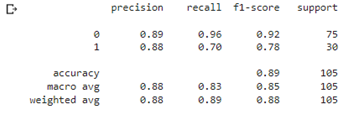 precision recall f1-score support
0 0.89 0.96 0.92 75
1 0.88 0.70 0.78 30
accuracy 0.89 105
macro avg 0.88 0.83 0.85 105
weighted avg 0.88 0.89 0.88 105